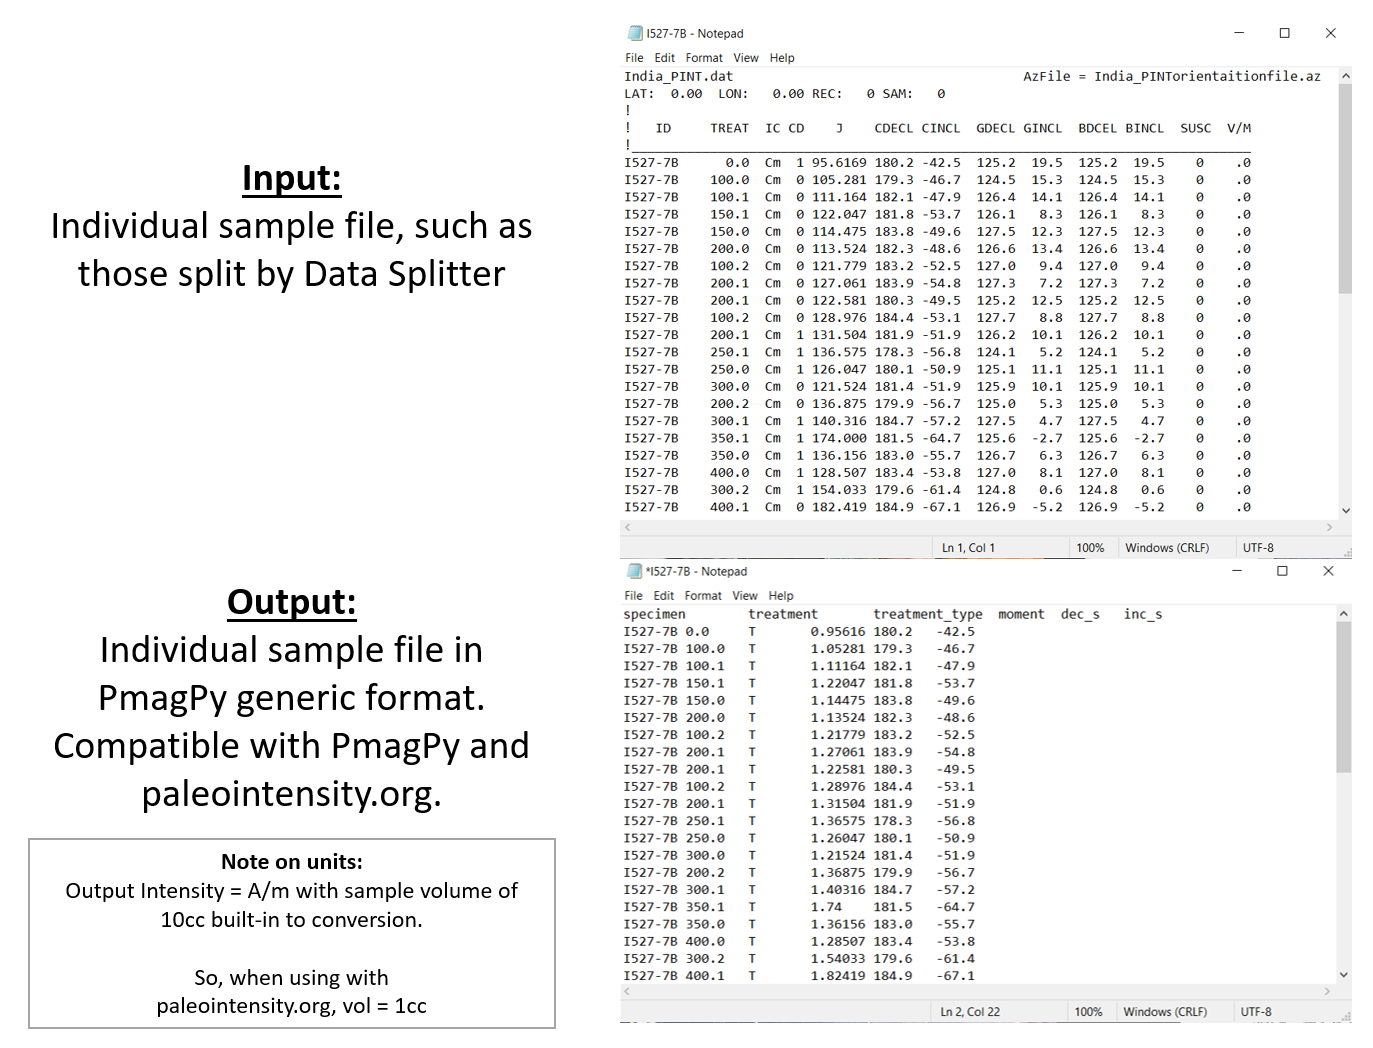 Input:
Individual sample file, such as
those split by Data Splitter
I527-7B - Notepad
File Edit Format View Help
India_PINT.dat AzFile = India_PINTorientaitionfile.az
LAT: 0.00 LON: 0.00 REC: 0 SAM: 0
!
! ID TREAT IC CD J CDECL CINCL GDECL GINCL BDCEL BINCL SUSC V/M
!
I527-7B 0.0 Cm 1 95.6169 180.2 -42.5 125.2 19.5 125.2 19.5 0 .0
I527-7B 100.0 Cm 0 105.281 179.3 -46.7 124.5 15.3 124.5 15.3 0 .0
I527-7B 100.1 Cm 0 111.164 182.1 -47.9 126.4 14.1 126.4 14.1 0 .0
I527-7B 150.1 Cm 0 122.047 181.8 -53.7 126.1 8.3 126.1 8.3 0 .0
I527-7B 150.0 Cm 0 114.475 183.8 -49.6 127.5 12.3 127.5 12.3 0 .0
I527-7B 200.0 Cm 0 113.524 182.3 -48.6 126.6 13.4 126.6 13.4 0 .0
I527-7B 100.2 Cm 0 121.779 183.2 -52.5 127.0 9.4 127.0 9.4 0 .0
I527-7B 200.1 Cm 0 127.061 183.9 -54.8 127.3 7.2 127.3 7.2 0 .0
I527-7B 200.1 Cm 0 122.581 180.3 -49.5 125.2 12.5 125.2 12.5 0 .0
I527-7B 100.2 Cm 0 128.976 184.4 -53.1 127.7 8.8 127.7 8.8 0 .0
I527-7B 200.1 Cm 1 131.504 181.9 -51.9 126.2 10.1 126.2 10.1 0 .0
I527-7B 250.1 Cm 1 136.575 178.3 -56.8 124.1 5.2 124.1 5.2 0 .0
I527-7B 250.0 Cm 1 126.047 180.1 -50.9 125.1 11.1 125.1 11.1 0 .0
I527-7B 300.0 Cm 0 121.524 181.4 -51.9 125.9 10.1 125.9 10.1 0 .0
I527-7B 200.2 Cm 0 136.875 179.9 -56.7 125.0 5.3 125.0 5.3 0 .0
I527-7B 300.1 Cm 1 140.316 184.7 -57.2 127.5 4.7 127.5 4.7 0 .0
I527-7B 350.1 Cm 1 174.000 181.5 -64.7 125.6 -2.7 125.6 -2.7 0 .0
I527-7B 350.0 Cm 1 136.156 183.0 -55.7 126.7 6.3 126.7 6.3 0 .0
I527-7B 400.0 Cm 1 128.507 183.4 -53.8 127.0 8.1 127.0 8.1 0 .0
I527-7B 300.2 Cm 1 154.033 179.6 -61.4 124.8 0.6 124.8 0.6 0 .0
I527-7B 400.1 Cm 0 182.419 184.9 -67.1 126.9 -5.2 126.9 -5.2 0 .0
Ln 1, Col 1 100% Windows (CRLF) UTF-8
Output:
Individual sample file in
PmagPy generic format.
Compatible with PmagPy and
paleointensity.org.
Note on units:
Output Intensity = A/m with sample volume of
10cc built-in to conversion.
So, when using with
paleointensity.org, vol = 1cc
*I527-7B - Notepad
File Edit Format View Help
specimen treatment treatment_type moment dec_s inc_s
I527-7B 0.0 T 0.95616 180.2 -42.5
I527-7B 100.0 T 1.05281 179.3 -46.7
I527-7B 100.1 T 1.11164 182.1 -47.9
I527-7B 150.1 T 1.22047 181.8 -53.7
I527-7B 150.0 T 1.14475 183.8 -49.6
I527-7B 200.0 T 1.13524 182.3 -48.6
I527-7B 100.2 T 1.21779 183.2 -52.5
I527-7B 200.1 T 1.27061 183.9 -54.8
I527-7B 200.1 T 1.22581 180.3 -49.5
I527-7B 100.2 T 1.28976 184.4 -53.1
I527-7B 200.1 T 1.31504 181.9 -51.9
I527-7B 250.1 T 1.36575 178.3 -56.8
I527-7B 250.0 T 1.26047 180.1 -50.9
I527-7B 300.0 T 1.21524 181.4 -51.9
I527-7B 200.2 T 1.36875 179.9 -56.7
I527-7B 300.1 T 1.40316 184.7 -57.2
I527-7B 350.1 T 1.74 181.5 -64.7
I527-7B 350.0 T 1.36156 183.0 -55.7
I527-7B 400.0 T 1.28507 183.4 -53.8
I527-7B 300.2 T 1.54033 179.6 -61.4
I527-7B 400.1 T 1.82419 184.9 -67.1
Ln 2, Col 22 100% Windows (CRLF) UTF-8